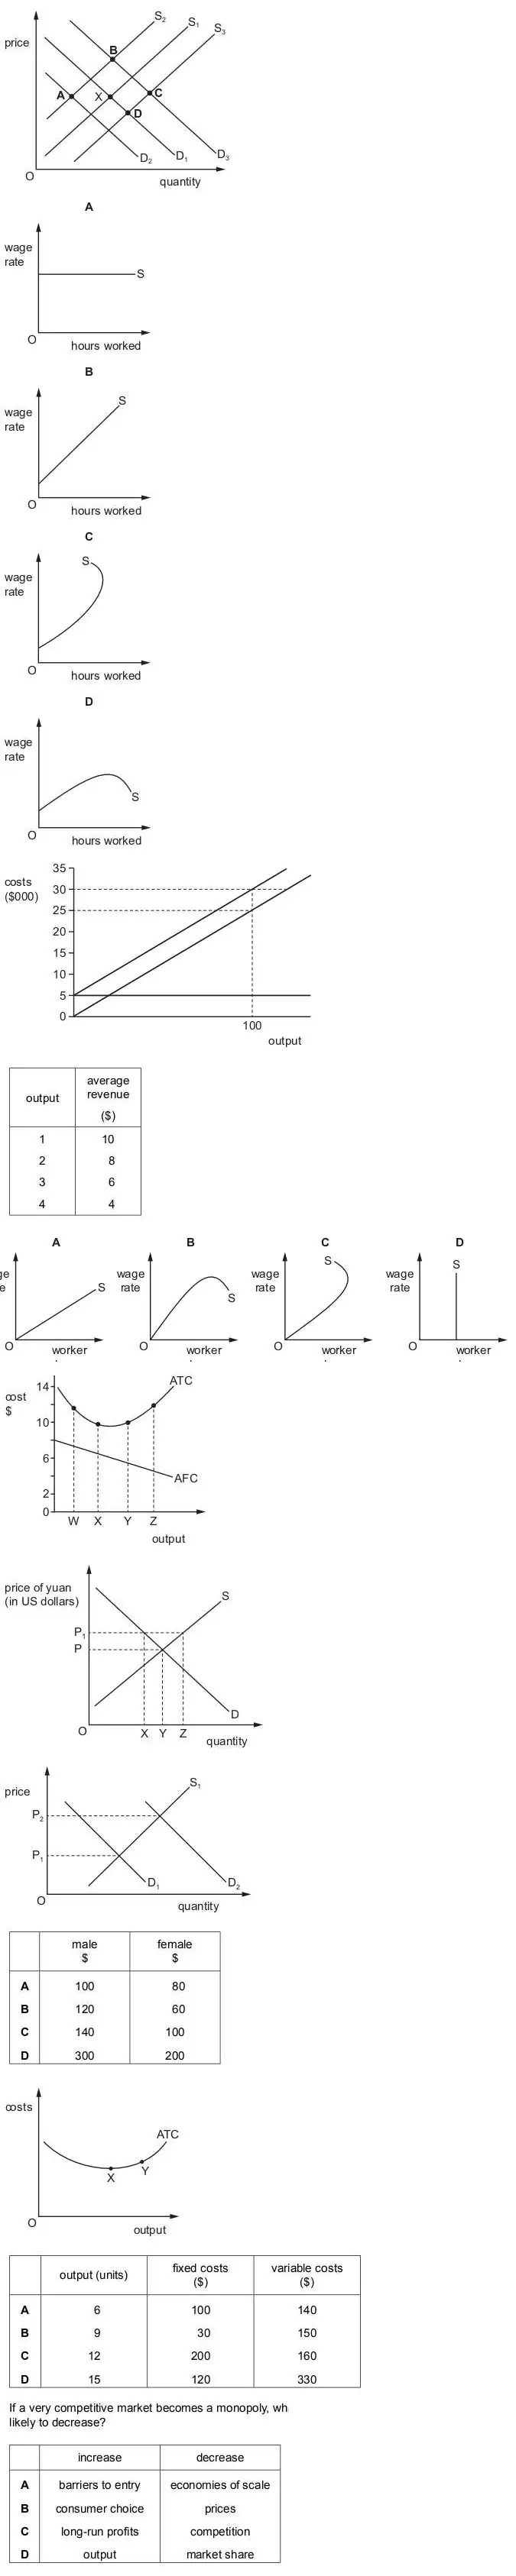 price
S2
S1
S3
B
A
X
C
D
D2
D1
D3
O
quantity
A
wage
rate
S
O
hours worked
B
wage
rate
S
O
hours worked
C
wage
rate
S
O
hours worked
D
wage
rate
S
O
hours worked
costs
($000)
35
30
25
20
15
10
5
0
100
output
output average revenue ($)
1 10
2 8
3 6
4 4
A B C D
ge
e
S
O
worker
wage
rate
S
O
worker
wage
rate
S
O
worker
wage
rate
S
O
worker
cost
$
14
10
6
2
0
ATC
AFC
W X Y Z
output
price of yuan
(in US dollars)
P1
P
S
D
O
X Y Z
quantity
price
P2
P1
S1
D1
D2
O
quantity
male $ female $
A 100 80
B 120 60
C 140 100
D 300 200
costs
ATC
X
Y
O
output
output (units) fixed costs ($) variable costs ($)
A 6 100 140
B 9 30 150
C 12 200 160
D 15 120 330
If a very competitive market becomes a monopoly, wh
likely to decrease?
increase decrease
A barriers to entry economies of scale
B consumer choice prices
C long-run profits competition
D output market share